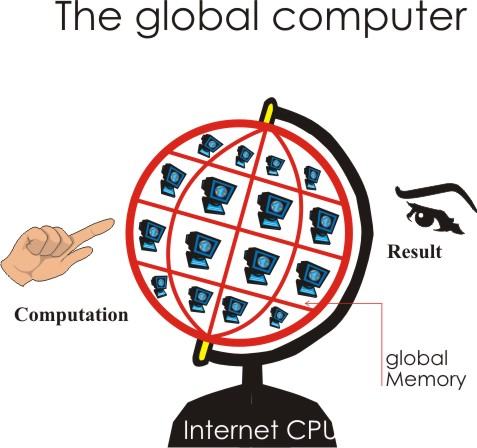 The global computer
Result
Computation
global
Memory
Internet CPU